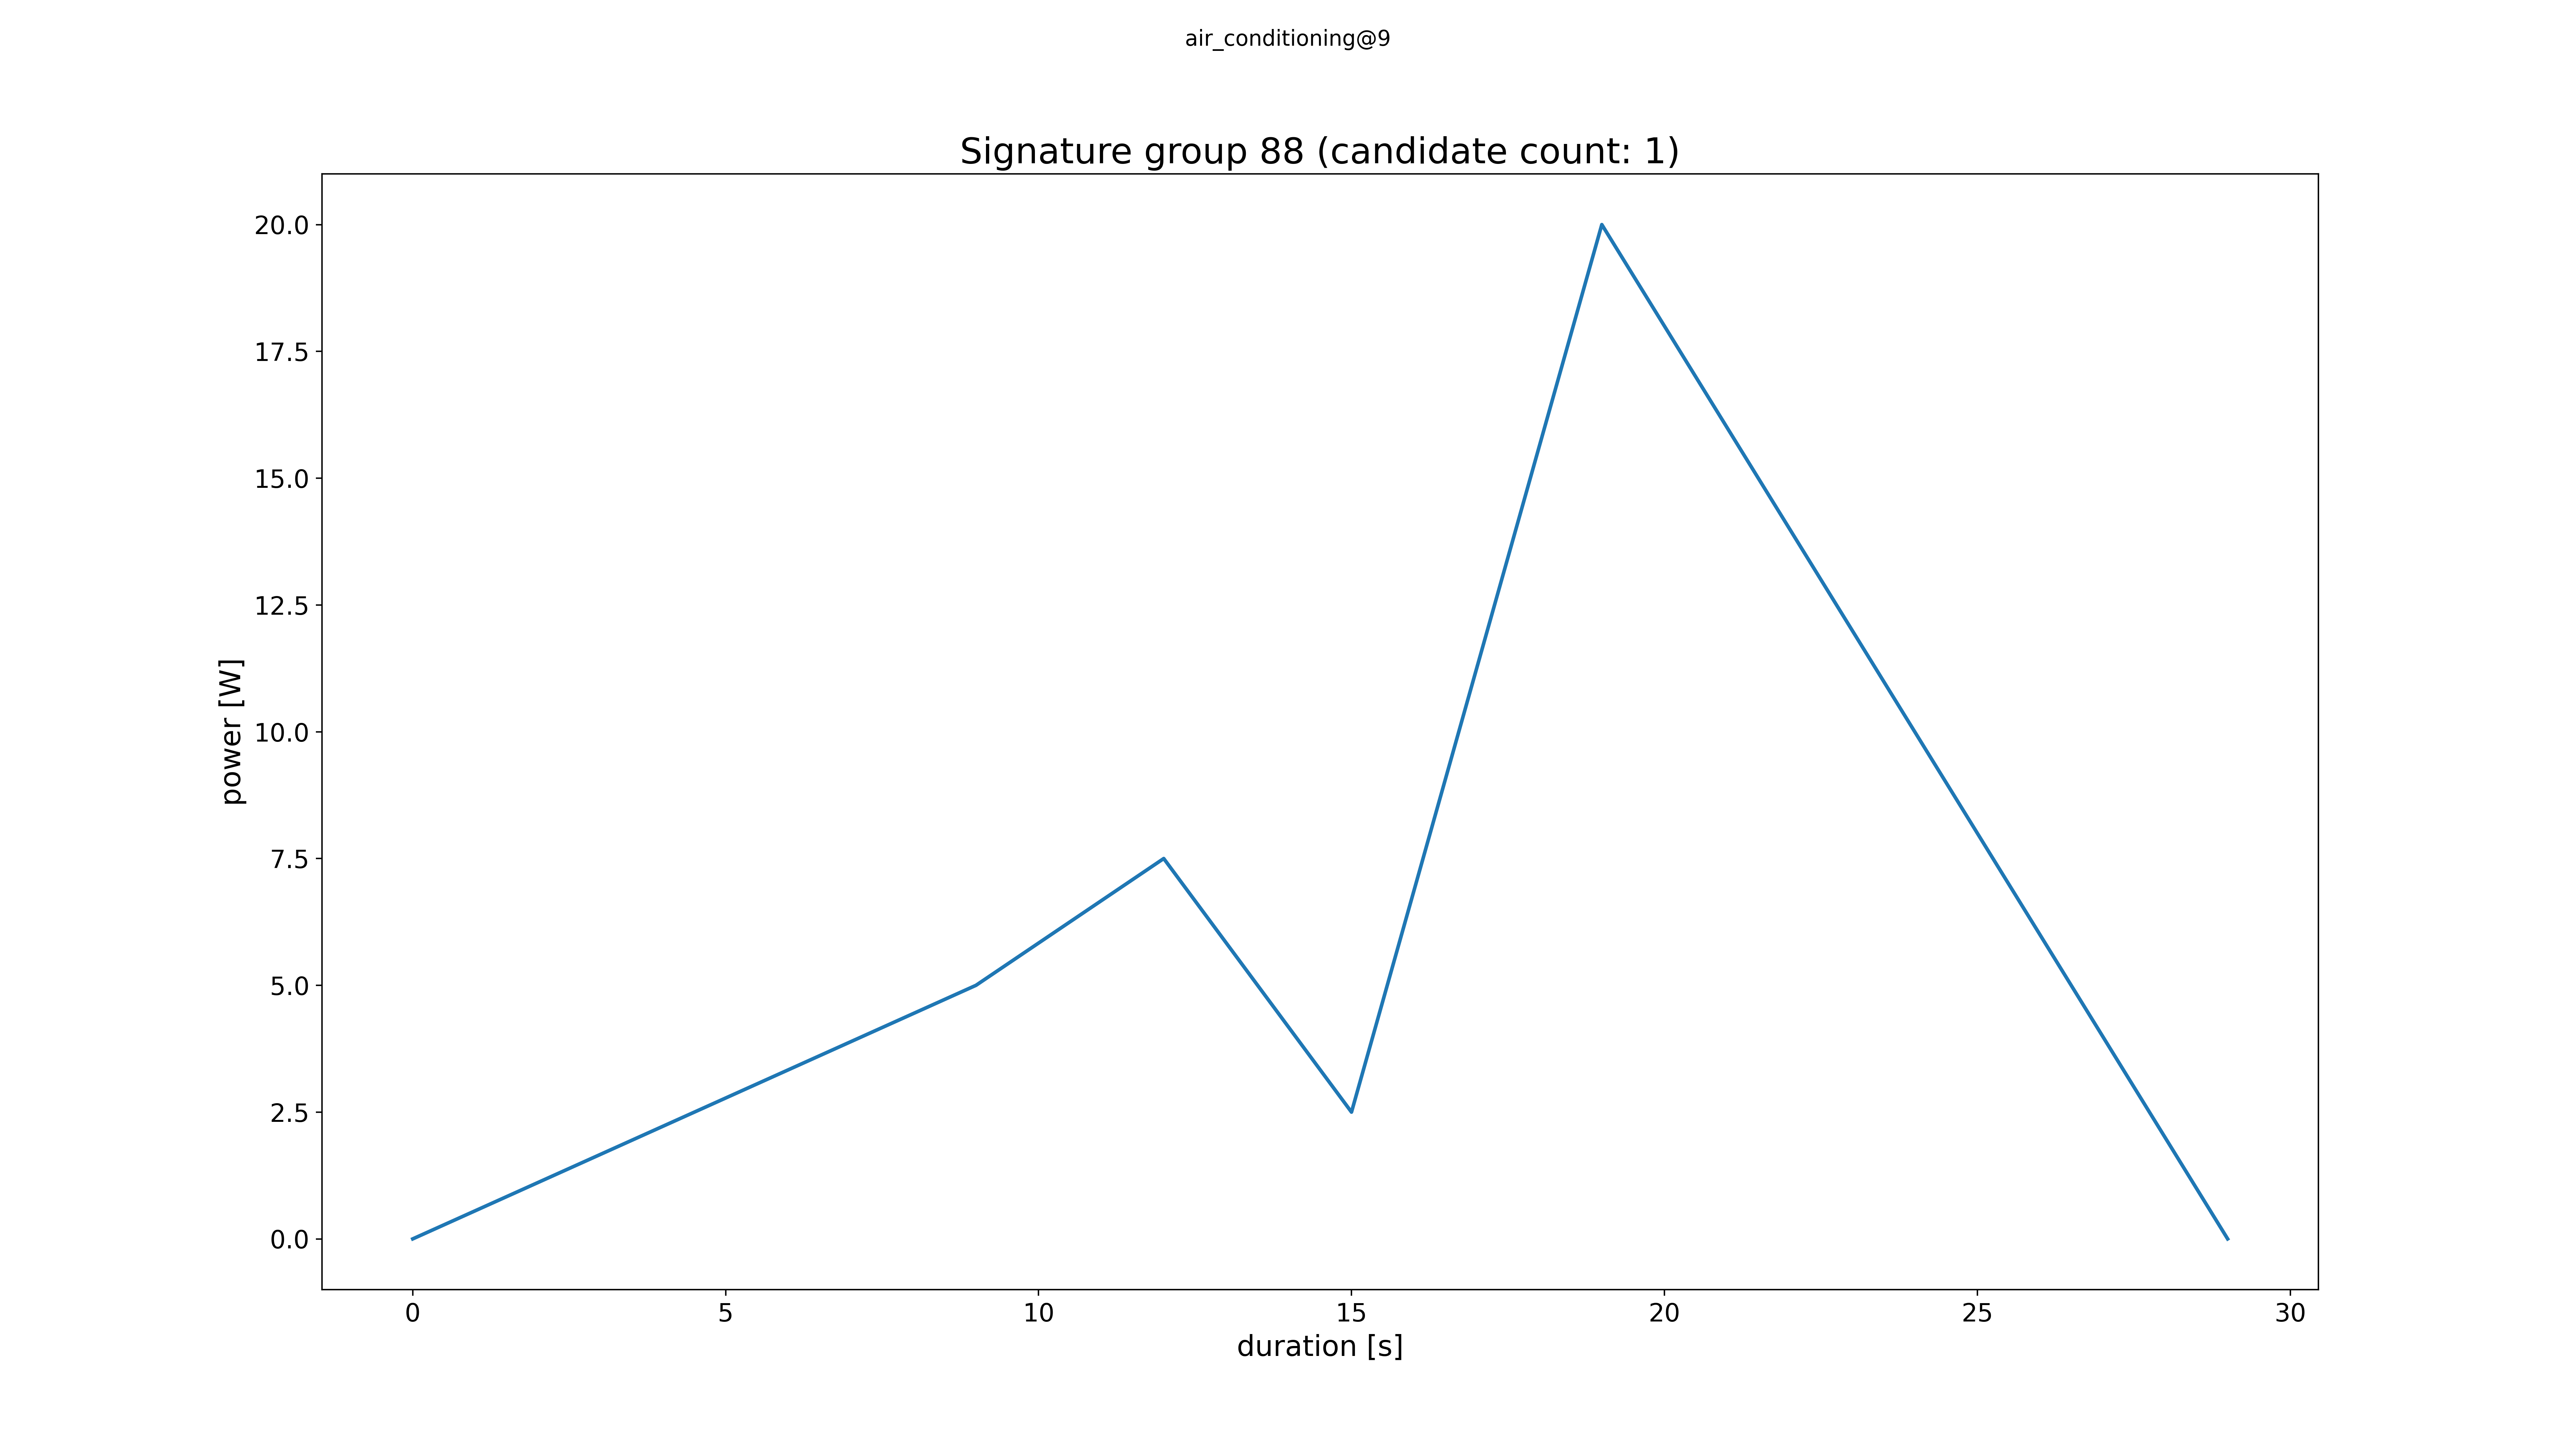 air_conditioning@9
Signature group 88 (candidate count: 1)
20.0
17.5
15.0
12.5
10.0
7.5
5.0
2.5
0.0
power [W]
0 5 10 15 20 25 30
duration [s]